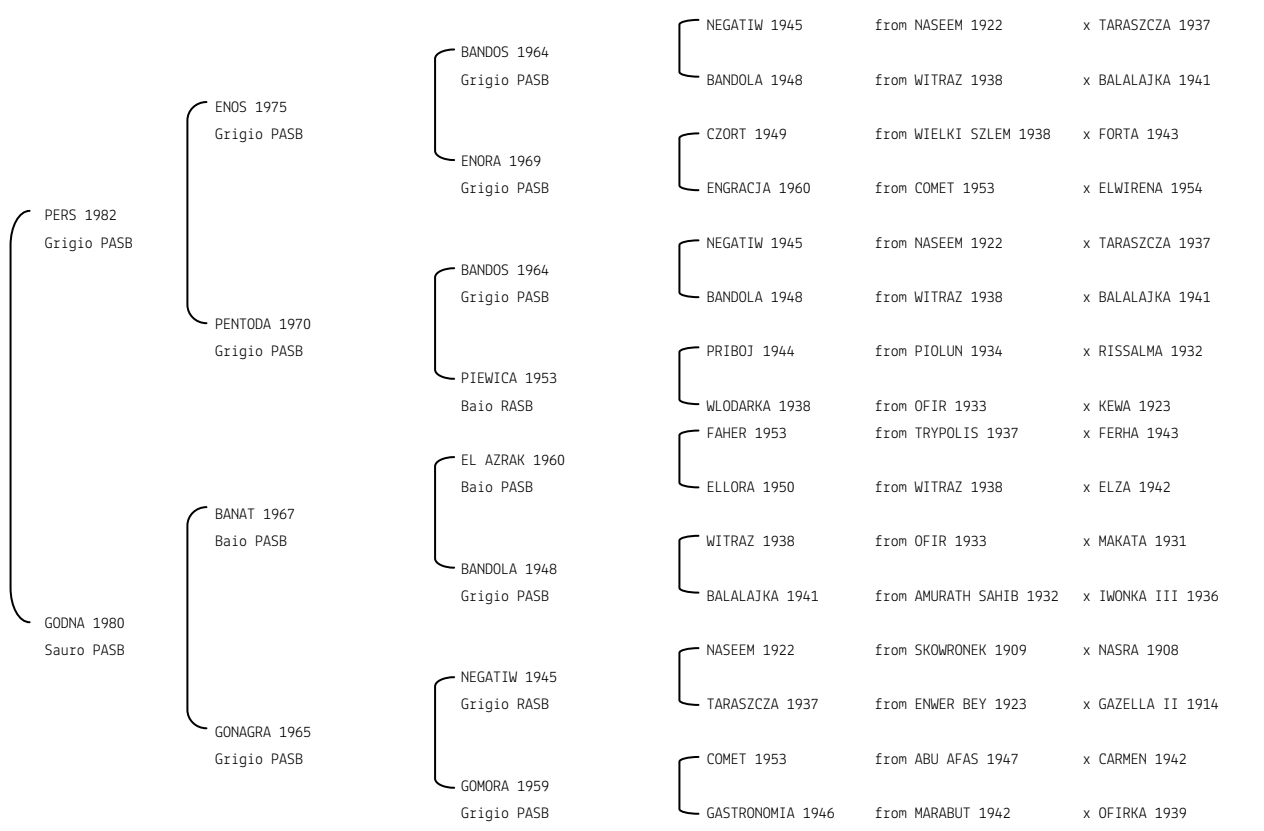 NEGATIW 1945 from NASEEM 1922 x TARASZCZA 1937
BANDOS 1964
Grigio PASB BANDOLA 1948 from WITRAZ 1938 x BALALAJKA 1941
ENOS 1975
Grigio PASB CZORT 1949 from WIELKI SZLEM 1938 x FORTA 1943
ENORA 1969
Grigio PASB ENGRACJA 1960 from COMET 1953 x ELWIRENA 1954
PERS 1982
Grigio PASB NEGATIW 1945 from NASEEM 1922 x TARASZCZA 1937
BANDOS 1964
Grigio PASB BANDOLA 1948 from WITRAZ 1938 x BALALAJKA 1941
PENTODA 1970
Grigio PASB PRIBOJ 1944 from PIOLUN 1934 x RISSALMA 1932
PIEWICA 1953
Baio RASB WLODARKA 1938 from OFIR 1933 x KEWA 1923
FAHER 1953 from TRYPOLIS 1937 x FERHA 1943
EL AZRAK 1960
Baio PASB ELLORA 1950 from WITRAZ 1938 x ELZA 1942
BANAT 1967
Baio PASB WITRAZ 1938 from OFIR 1933 x MAKATA 1931
BANDOLA 1948
Grigio PASB BALALAJKA 1941 from AMURATH SAHIB 1932 x IWONKA III 1936
GODNA 1980
Sauro PASB NASEEM 1922 from SKOWRONEK 1909 x NASRA 1908
NEGATIW 1945
Grigio RASB TARASZCZA 1937 from ENWER BEY 1923 x GAZELLA II 1914
GONAGRA 1965
Grigio PASB COMET 1953 from ABU AFAS 1947 x CARMEN 1942
GOMORA 1959
Grigio PASB GASTRONOMIA 1946 from MARABUT 1942 x OFIRKA 1939